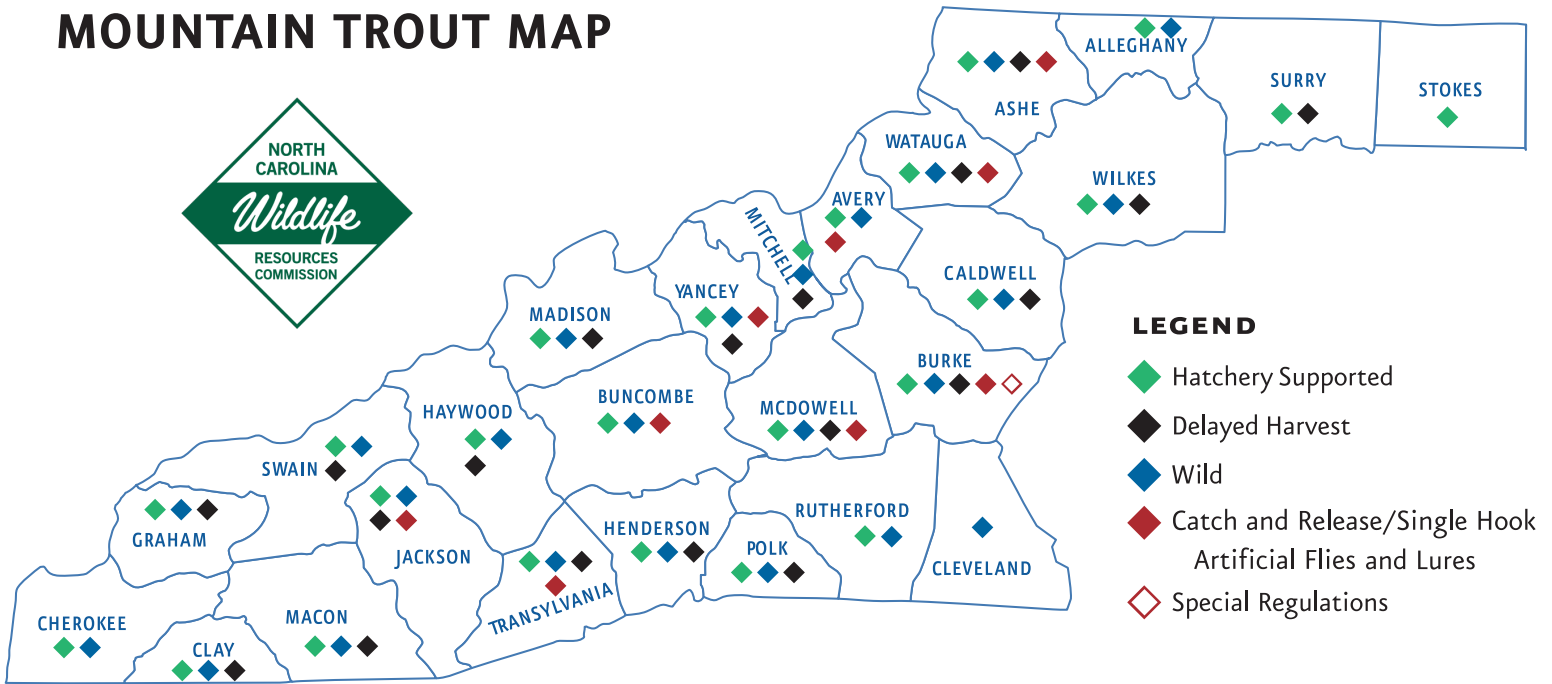 MOUNTAIN TROUT MAP
NORTH
CAROLINA
Wildlife
RESOURCES
COMMISSION
ALLEGHANY
ASHE
SURRY
STOKES
WATAUGA
WILKES
AVERY
MITCHELL
CALDWELL
YANCEY
MADISON
BURKE
BUNCOMBE
MCDOWELL
HAYWOOD
SWAIN
GRAHAM
JACKSON
HENDERSON
RUTHERFORD
POLK
CLEVELAND
TRANSYLVANIA
CHEROKEE
MACON
CLAY
LEGEND
Hatchery Supported
Delayed Harvest
Wild
Catch and Release/Single Hook
Artificial Flies and Lures
Special Regulations